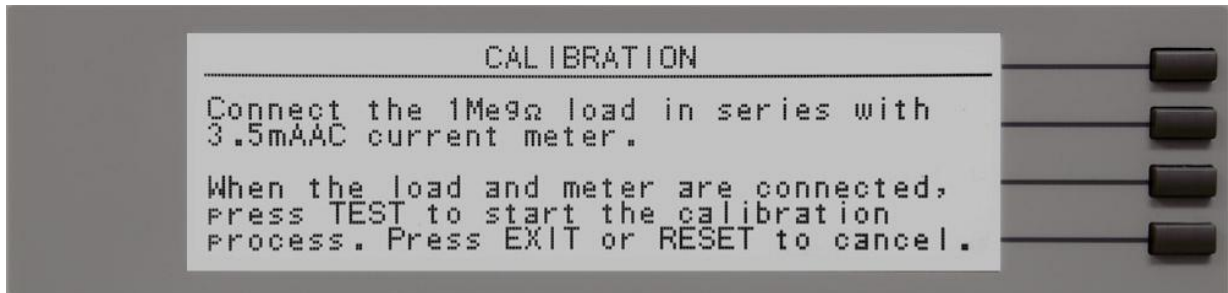 CALIBRATION
Connect the 1MegΩ load in series with
3.5mAAC current meter.
When the load and meter are connected,
press TEST to start the calibration
process. Press EXIT or RESET to cancel.